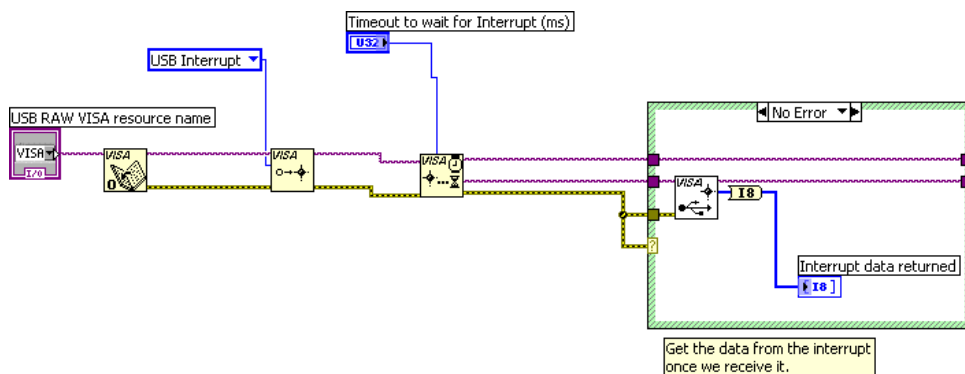 Timeout to wait for Interrupt (ms)
U32
USB Interrupt
USB RAW VISA resource name
VISA
I/O
VISA
VISA
VISA
No Error
VISA
I8
?
Interrupt data returned
I8
Get the data from the interrupt
once we receive it.